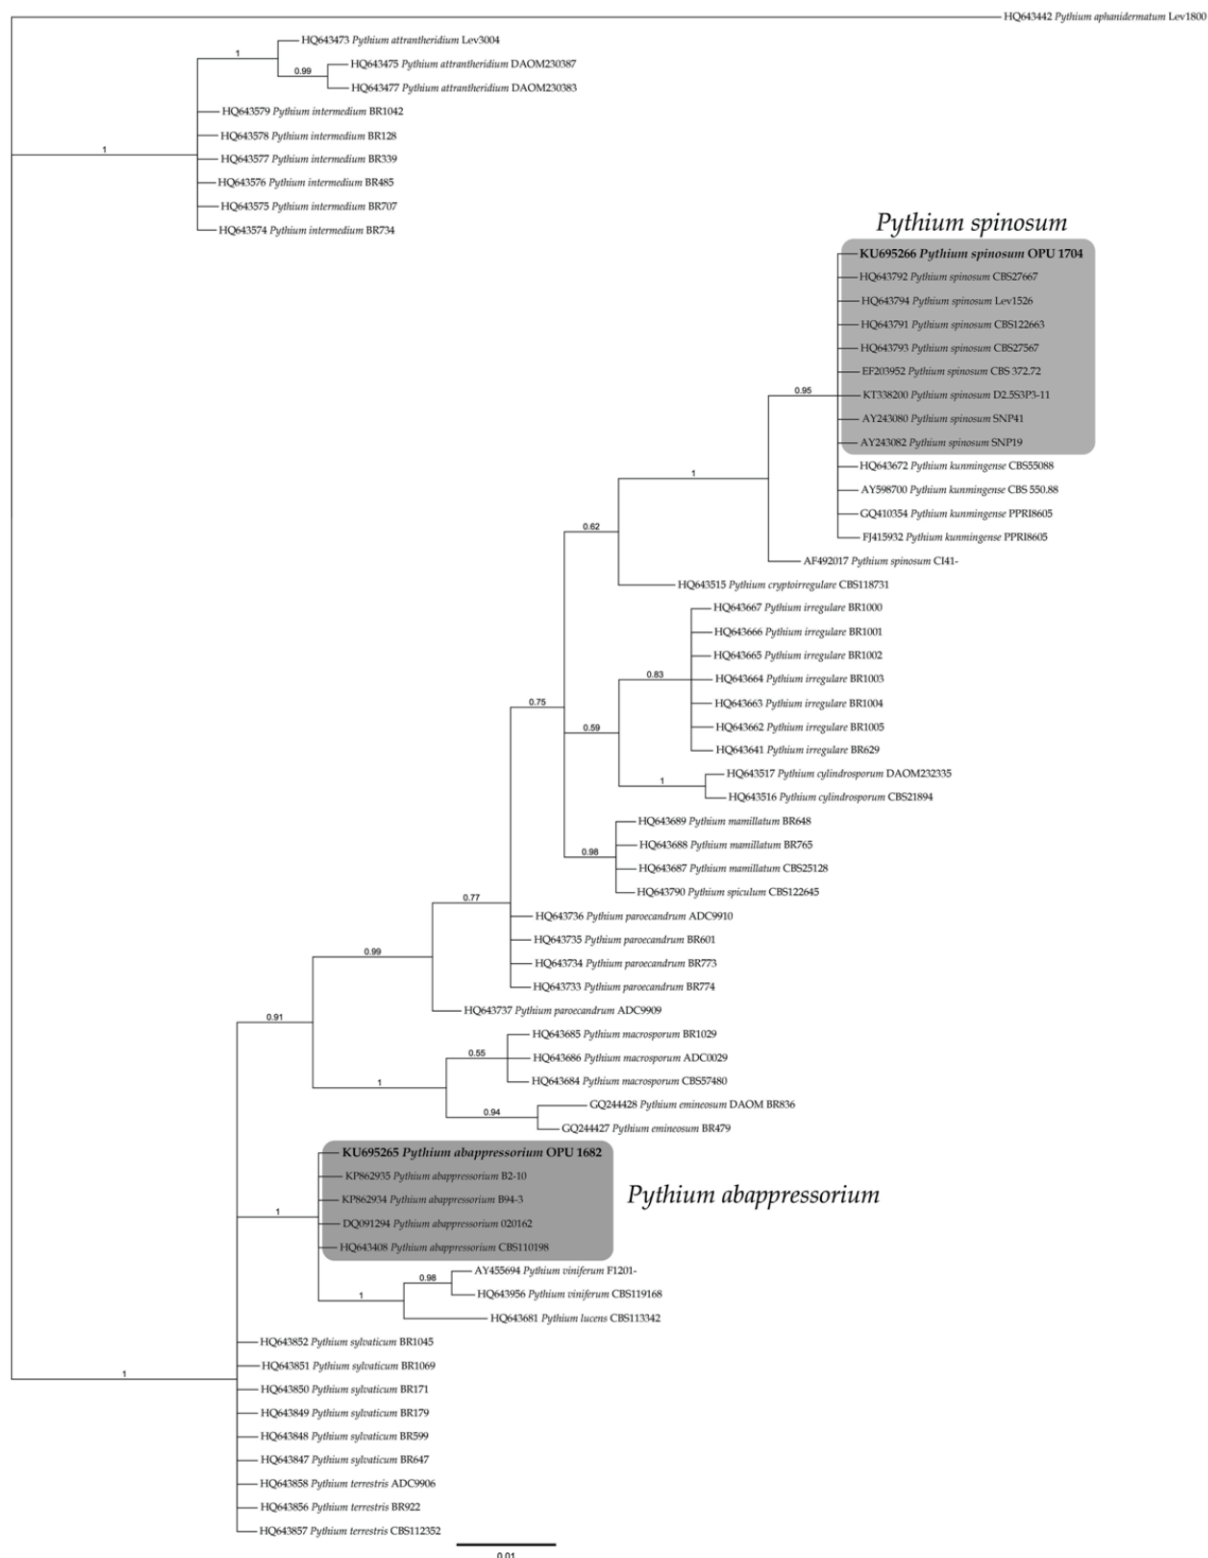 HQ643442 Pythium aphanidermatum Lev1800
HQ643473 Pythium attrantheridium Lev3004
1
HQ643475 Pythium attrantheridium DAOM230387
0.99
HQ643477 Pythium attrantheridium DAOM230383
HQ643579 Pythium intermedium BR1042
HQ643578 Pythium intermedium BR128
1
HQ643577 Pythium intermedium BR339
HQ643576 Pythium intermedium BR485
HQ643575 Pythium intermedium BR707
HQ643574 Pythium intermedium BR734
Pythium spinosum
KU695266 Pythium spinosum OPU 1704
HQ643792 Pythium spinosum CBS27667
HQ643794 Pythium spinosum Lev1526
HQ643791 Pythium spinosum CBS122663
HQ643793 Pythium spinosum CBS27567
EF203952 Pythium spinosum CBS 372.72
0.95
KT338200 Pythium spinosum D2.5S3P3-11
AY243080 Pythium spinosum SNP41
AY243082 Pythium spinosum SNP19
HQ643672 Pythium kunmingense CBS55088
1
AY598700 Pythium kunmingense CBS 550.88
GQ410354 Pythium kunmingense PPRI8605
0.62
FJ415932 Pythium kunmingense PPRI8605
AF492017 Pythium spinosum CI41-
HQ643515 Pythium cryptoirregulare CBS118731
HQ643667 Pythium irregulare BR1000
HQ643666 Pythium irregulare BR1001
HQ643665 Pythium irregulare BR1002
0.83
HQ643664 Pythium irregulare BR1003
0.75
HQ643663 Pythium irregulare BR1004
0.59
HQ643662 Pythium irregulare BR1005
HQ643641 Pythium irregulare BR629
HQ643517 Pythium cylindrosporum DAOM232335
1
HQ643516 Pythium cylindrosporum CBS21894
HQ643689 Pythium mamillatum BR648
HQ643688 Pythium mamillatum BR765
0.98
HQ643687 Pythium mamillatum CBS25128
HQ643790 Pythium spiculum CBS122645
0.77
HQ643736 Pythium paroecandrum ADC9910
HQ643735 Pythium paroecandrum BR601
0.99
HQ643734 Pythium paroecandrum BR773
HQ643733 Pythium paroecandrum BR774
HQ643737 Pythium paroecandrum ADC9909
0.91
HQ643685 Pythium macrosporum BR1029
0.55
HQ643686 Pythium macrosporum ADC0029
1
HQ643684 Pythium macrosporum CBS57480
GQ244428 Pythium emineosum DAOM BR836
0.94
GQ244427 Pythium emineosum BR479
KU695265 Pythium abappressorium OPU 1682
KP862935 Pythium abappressorium B2-10
Pythium abappressorium
KP862934 Pythium abappressorium B94-3
1
DQ091294 Pythium abappressorium 020162
HQ643408 Pythium abappressorium CBS110198
AY455694 Pythium viniferum F1201-
0.98
1
HQ643956 Pythium viniferum CBS119168
HQ643681 Pythium lucens CBS113342
HQ643852 Pythium sylvaticum BR1045
HQ643851 Pythium sylvaticum BR1069
1
HQ643850 Pythium sylvaticum BR171
HQ643849 Pythium sylvaticum BR179
HQ643848 Pythium sylvaticum BR599
HQ643847 Pythium sylvaticum BR647
HQ643858 Pythium terrestris ADC9906
HQ643856 Pythium terrestris BR922
HQ643857 Pythium terrestris CBS112352
0.01